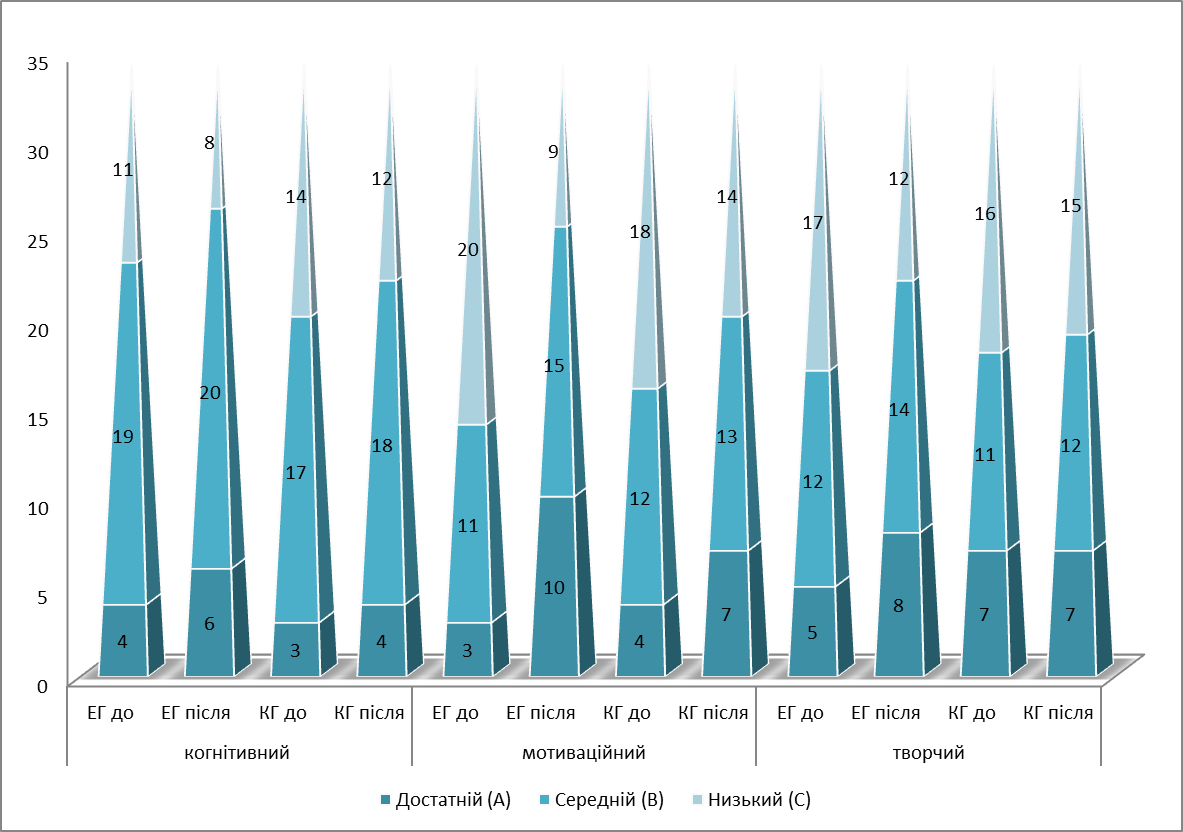 35
30
25
20
15
10
5
0
11 8 14 12 20 9 18 14 17 12 16 15
19 20 17 18 11 15 12 13 12 14 11 12
4 6 3 4 3 10 4 7 5 8 7 7
ЕГ до ЕГ після КГ до КГ після ЕГ до ЕГ після КГ до КГ після ЕГ до ЕГ після КГ до КГ після
когнітивний мотиваційний творчий
Достатній (А) Середній (В) Низький (С)